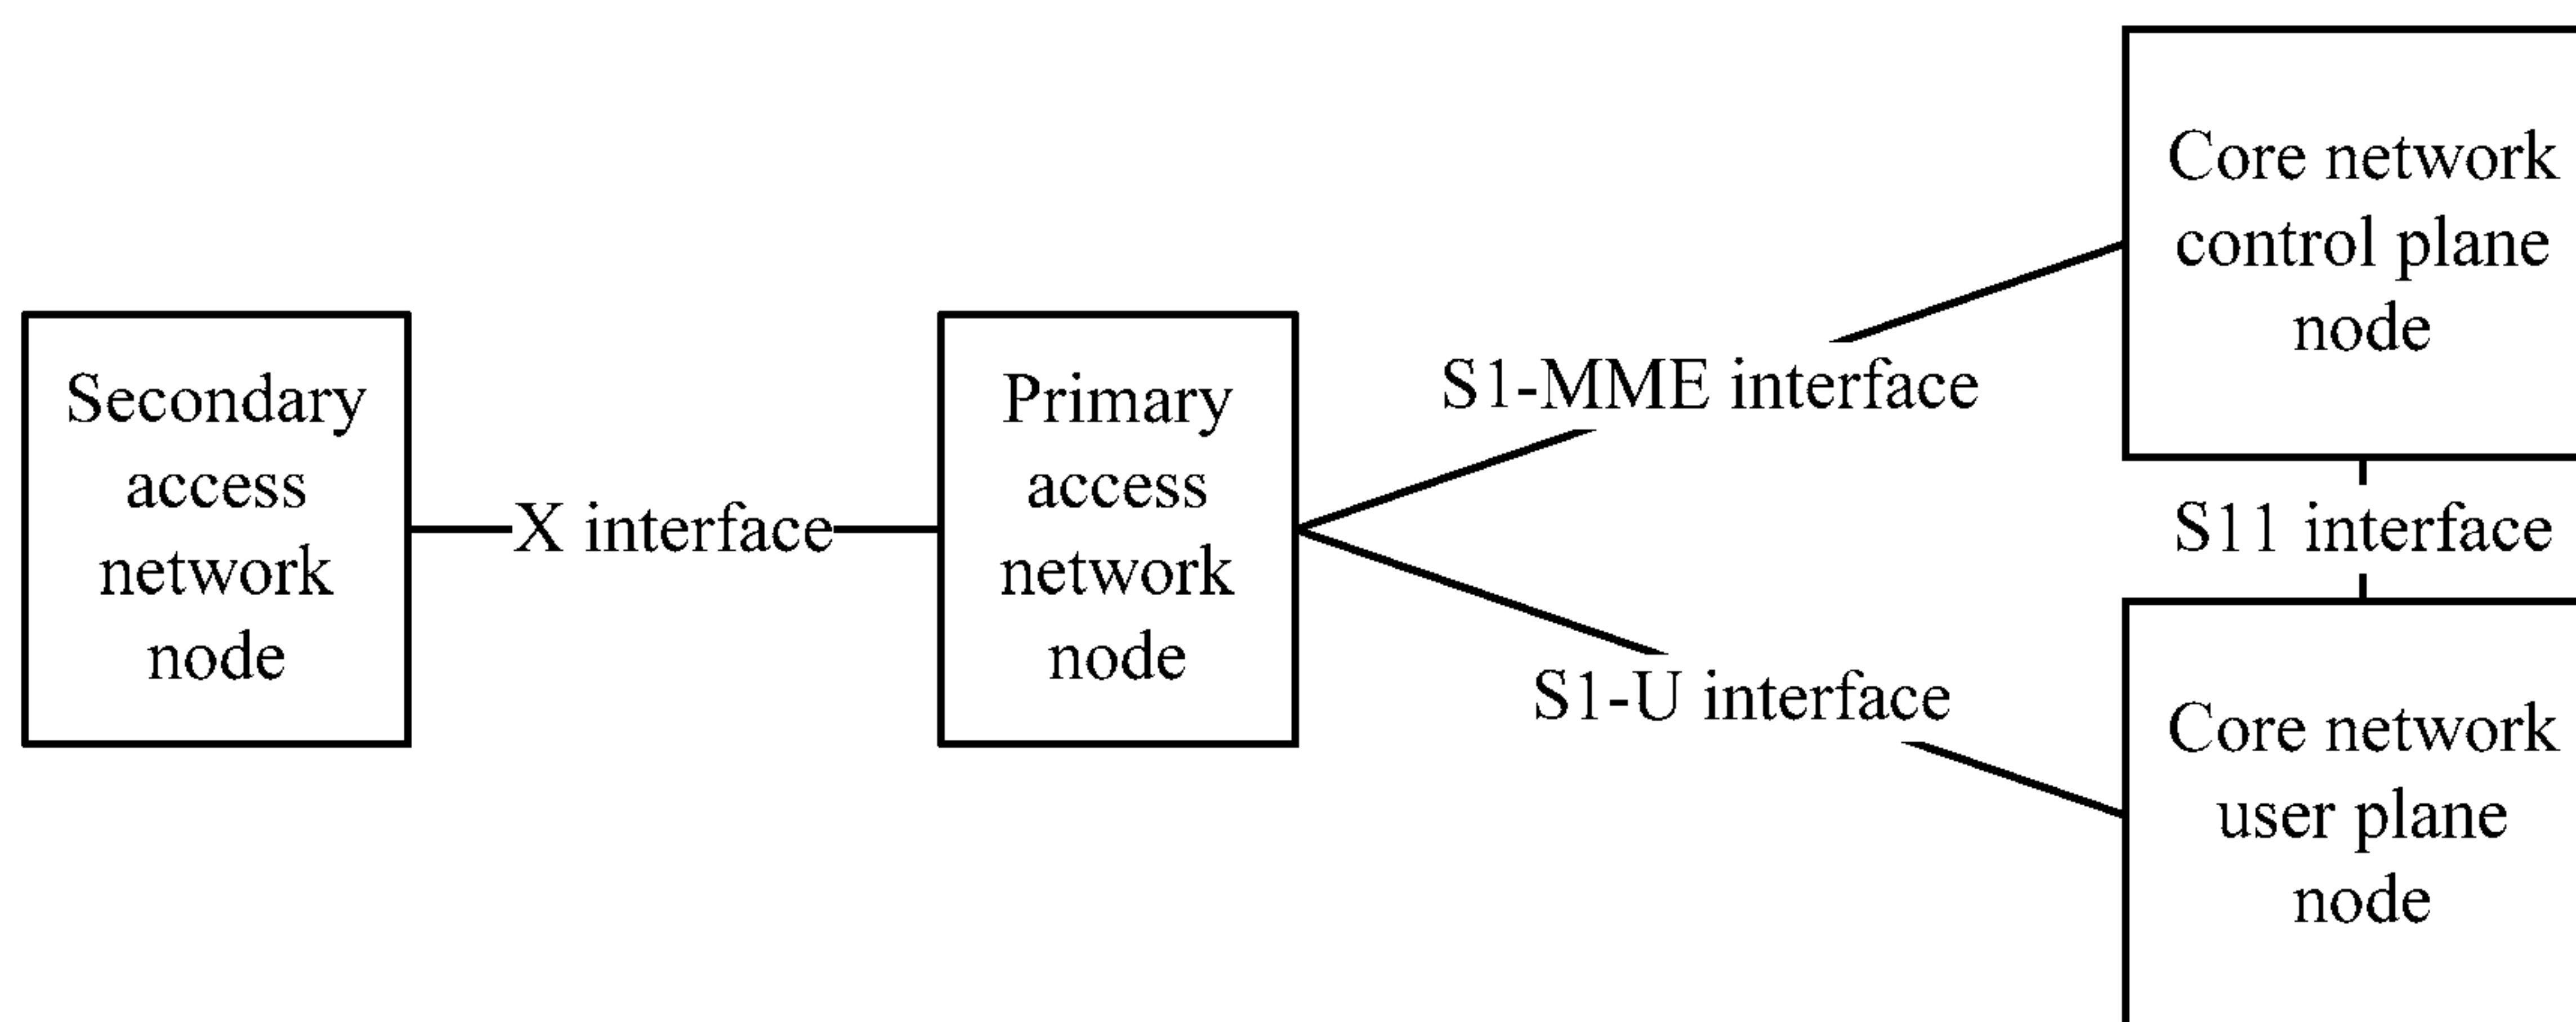 Secondary
access
network
node
X interface
Primary
access
network
node
S1-MME interface
S1-U interface
Core network
control plane
node
S11 interface
Core network
user plane
node